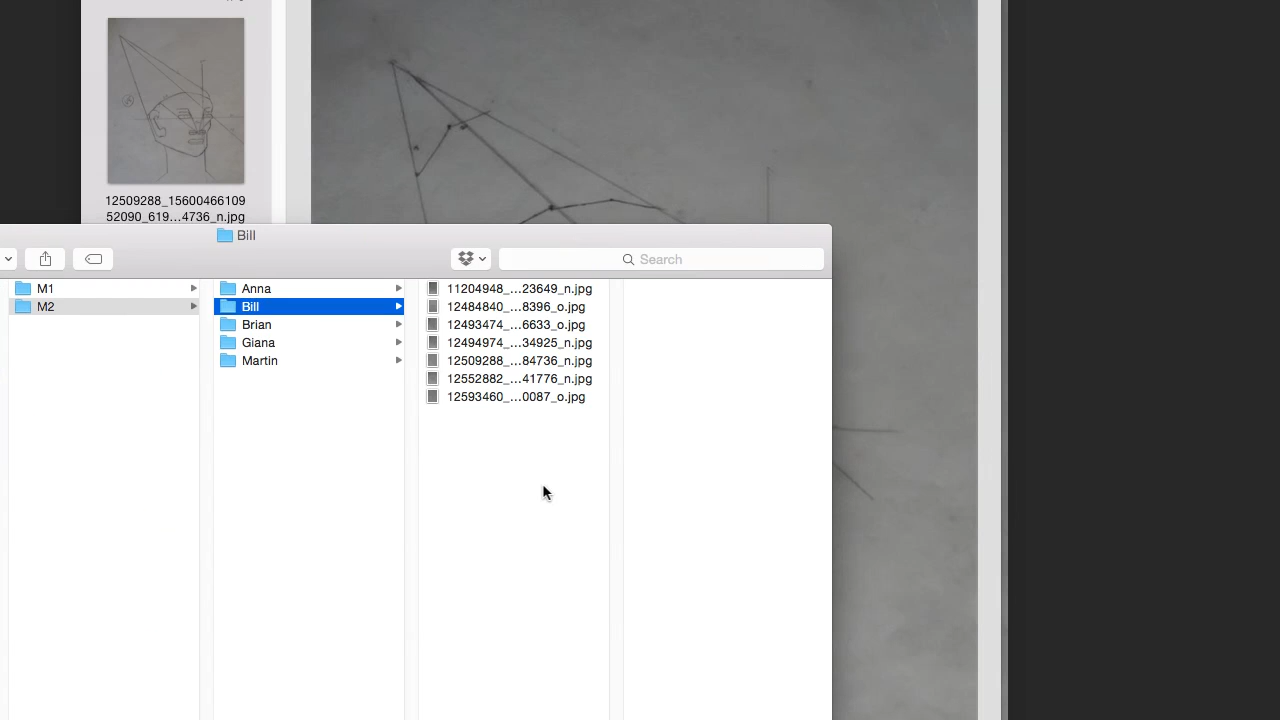 12509288_15600466109
52090_619...4736_n.jpg
Bill
Search
M1
M2
Anna
Bill
Brian
Giana
Martin
11204948_...23649_n.jpg
12484840_...8396_o.jpg
12493474_...6633_o.jpg
12494974_...34925_n.jpg
12509288_...84736_n.jpg
12552882_...41776_n.jpg
12593460_...0087_o.jpg